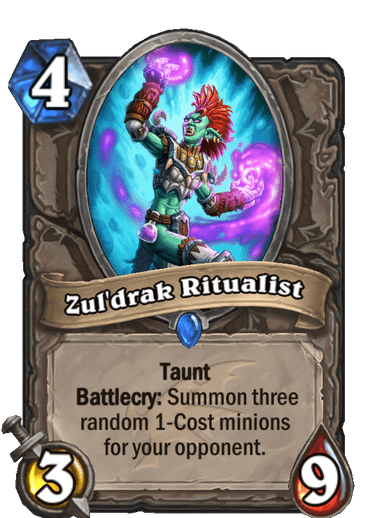 4
Zul'drak Ritualist
Taunt
Battlecry: Summon three
random 1-Cost minions
for your opponent.
3
9